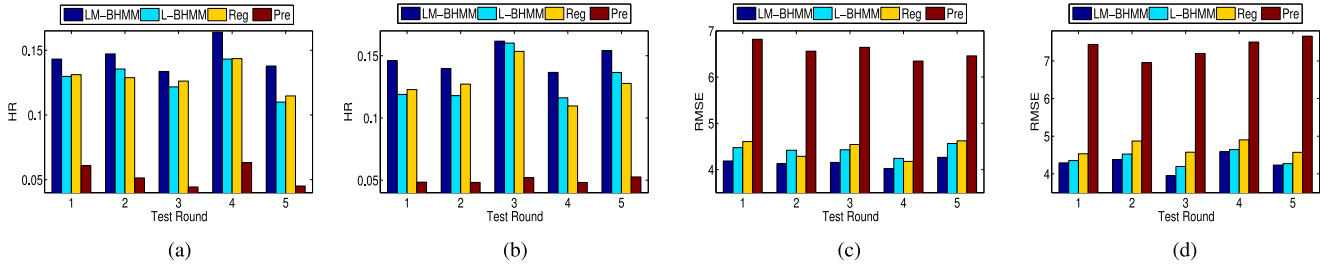 LM-BHMM L-BHMM Reg Pre
HR
0.15
0.1
0.05
1 2 3 4 5
Test Round
(a)
LM-BHMM L-BHMM Reg Pre
HR
0.15
0.1
0.05
1 2 3 4 5
Test Round
(b)
LM-BHMM L-BHMM Reg Pre
RMSE
7
6
5
4
1 2 3 4 5
Test Round
(c)
LM-BHMM L-BHMM Reg Pre
RMSE
7
6
5
4
1 2 3 4 5
Test Round
(d)